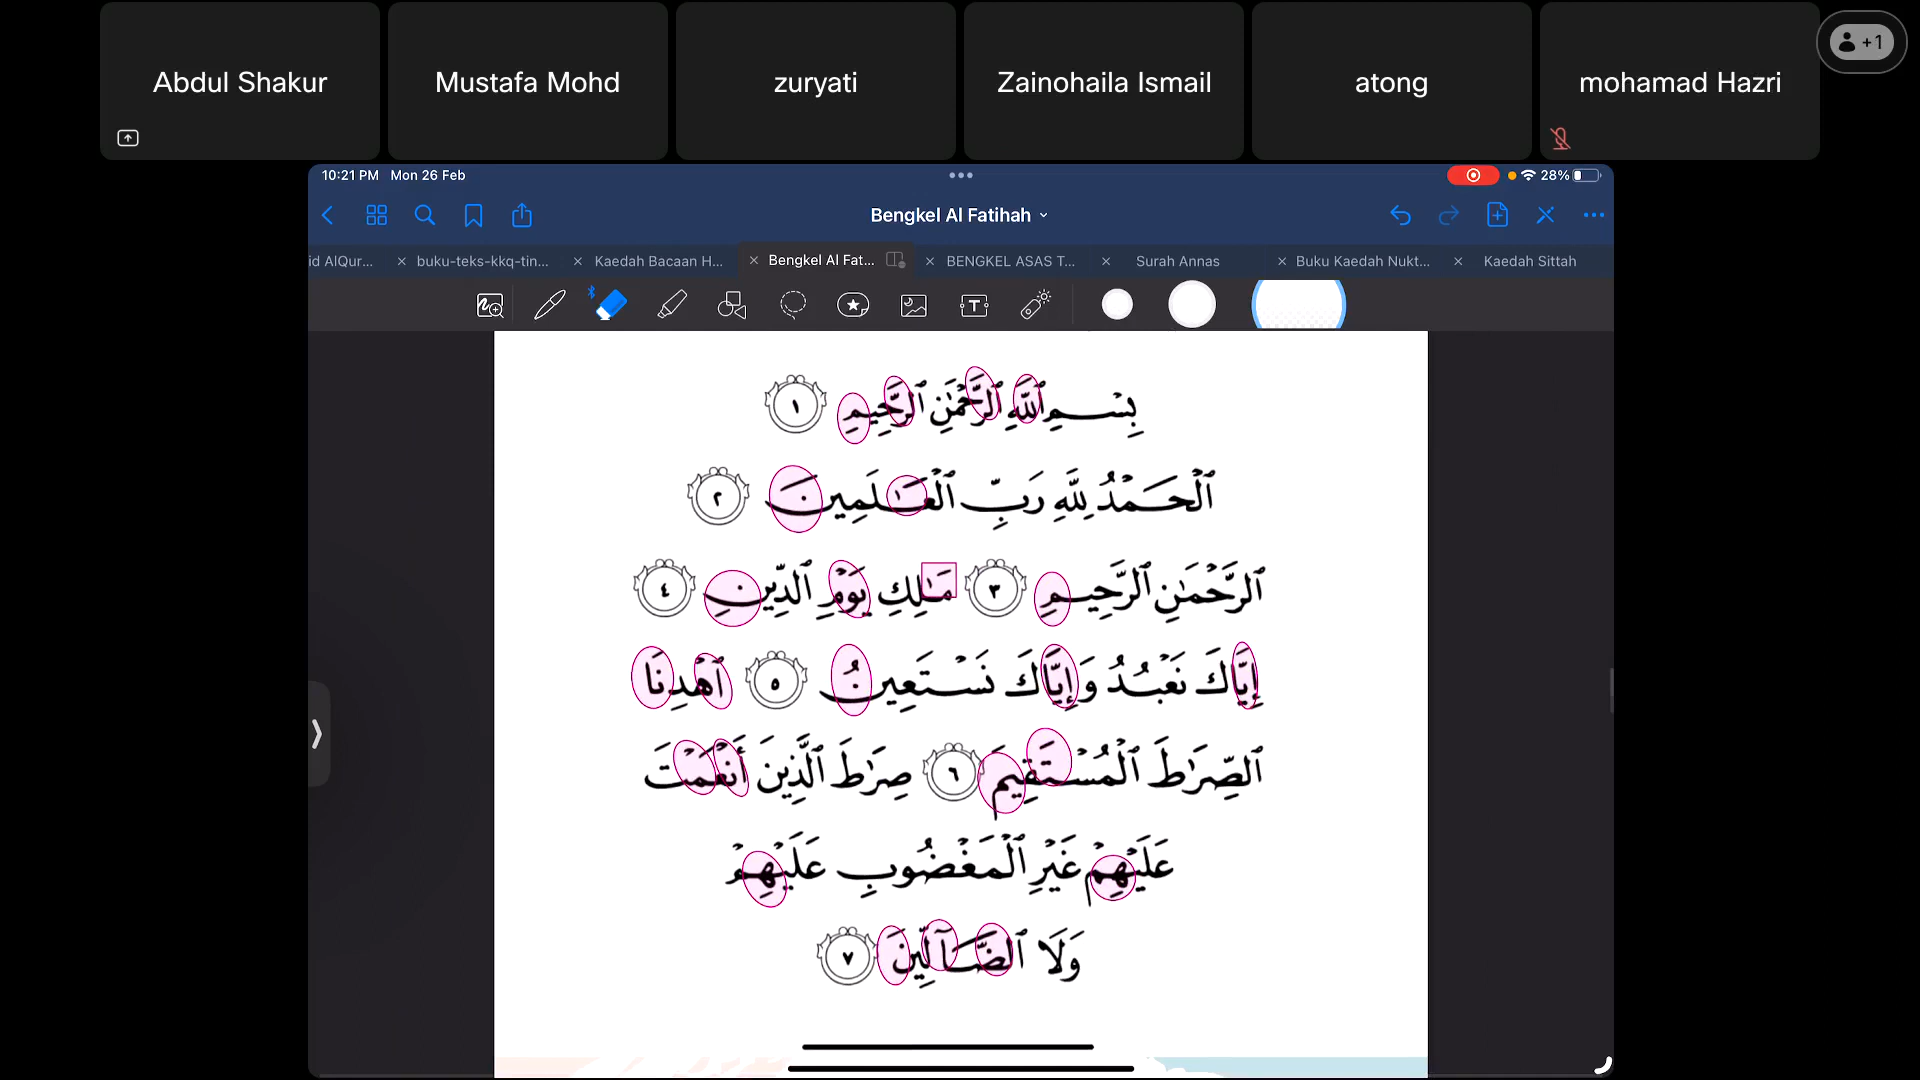 Abdul Shakur
Mustafa Mohd
zuryati
Zainohaila Ismail
atong
mohamad Hazri
+1
10:21 PM Mon 26 Feb
28%
Bengkel Al Fatihah
id AlQur...
buku-teks-kkq-tin...
Kaedah Bacaan H...
Bengkel Al Fat...
BENGKEL ASAS T...
Surah Annas
Buku Kaedah Nukt...
Kaedah Sittah
بِسْمِ ٱللَّهِ ٱلرَّحْمَٰنِ ٱلرَّحِيمِ ١
ٱلْحَمْدُ لِلَّهِ رَبِّ ٱلْعَٰلَمِينَ ٢
ٱلرَّحْمَٰنِ ٱلرَّحِيمِ ٣ مَٰلِكِ يَوْمِ ٱلدِّينِ ٤
إِيَّاكَ نَعْبُدُ وَإِيَّاكَ نَسْتَعِينُ ٥ ٱهْدِنَا
ٱلصِّرَٰطَ ٱلْمُسْتَقِيمَ ٦ صِرَٰطَ ٱلَّذِينَ أَنْعَمْتَ
عَلَيْهِمْ غَيْرِ ٱلْمَغْضُوبِ عَلَيْهِمْ
وَلَا ٱلضَّآلِّينَ ٧